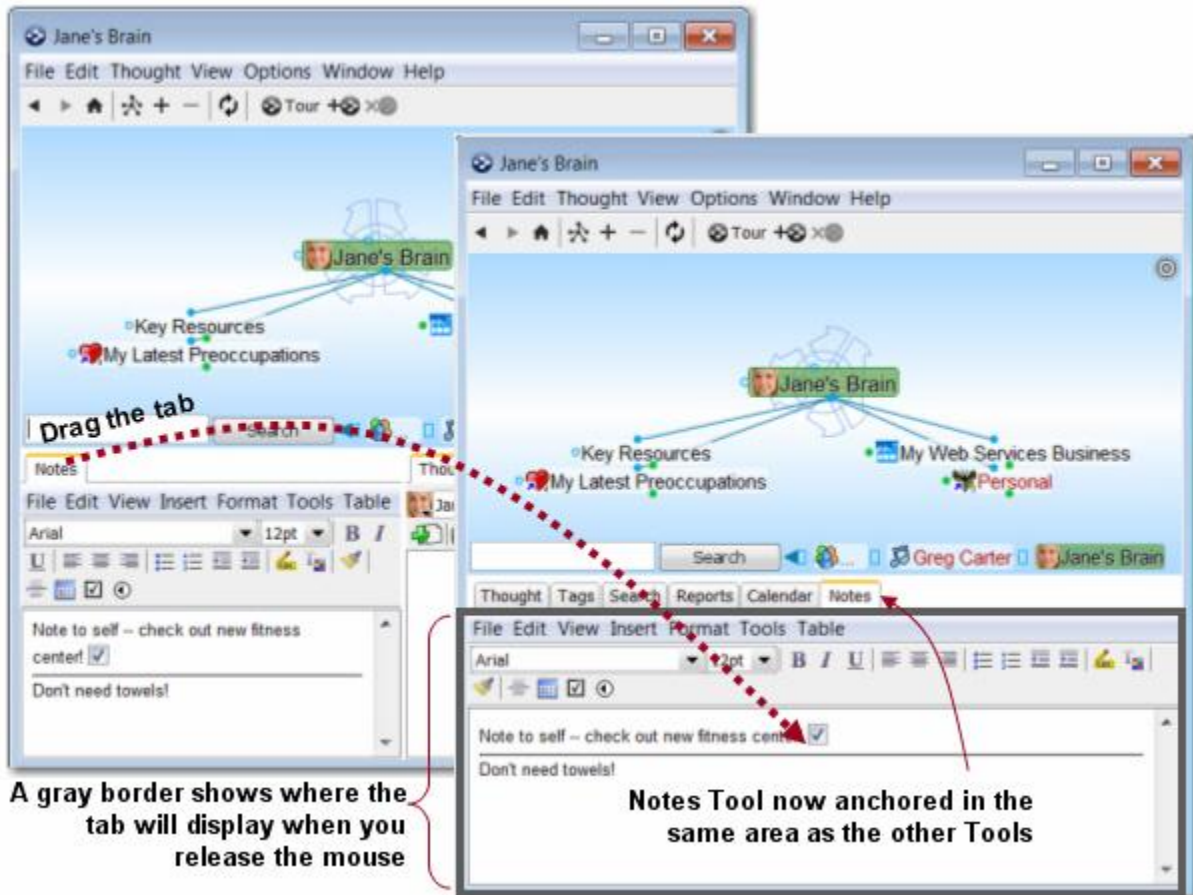 Jane's Brain
File Edit Thought View Options Window Help
Tour
Jane's Brain
Key Resources
My Latest Preoccupations
Drag the tab
Search
Notes
File Edit View Insert Format Tools Table
Arial 12pt B I
U
Note to self -- check out new fitness
center!
Don't need towels!
Jane's Brain
File Edit Thought View Options Window Help
Tour
Jane's Brain
Key Resources My Web Services Business
My Latest Preoccupations Personal
Search ... Greg Carter Jane's Brain
Thought Tags Search Reports Calendar Notes
File Edit View Insert Format Tools Table
Arial 12pt B I U
Note to self -- check out new fitness
Don't need towels!
A gray border shows where the
tab will display when you
release the mouse
Notes Tool now anchored in the
same area as the other Tools